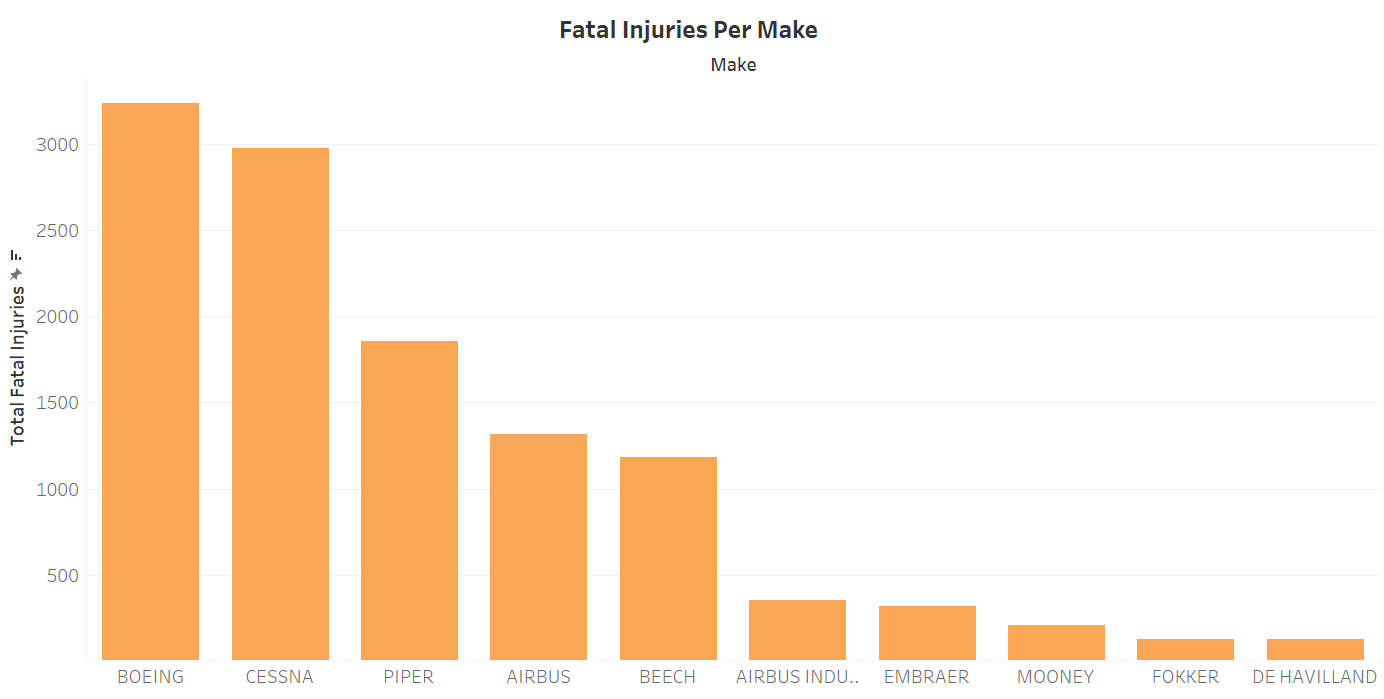 Fatal Injuries Per Make
Make
Total Fatal Injuries
3000
2500
2000
1500
1000
500
BOEING
CESSNA
PIPER
AIRBUS
BEECH
AIRBUS INDU..
EMBRAER
MOONEY
FOKKER
DE HAVILLAND